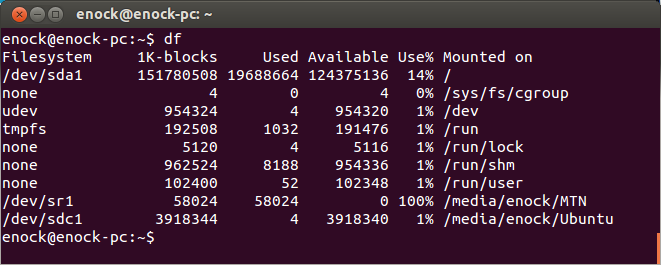 enock@enock-pc: ~
enock@enock-pc:~$ df
Filesystem     1K-blocks     Used Available Use% Mounted on
/dev/sda1      151780508 19688664 124375136  14% /
none                   4        0         4   0% /sys/fs/cgroup
udev              954324        4    954320   1% /dev
tmpfs             192508     1032    191476   1% /run
none                5120        4      5116   1% /run/lock
none              962524     8188    954336   1% /run/shm
none              102400       52    102348   1% /run/user
/dev/sr1           58024    58024         0 100% /media/enock/MTN
/dev/sdc1        3918344        4   3918340   1% /media/enock/Ubuntu
enock@enock-pc:~$